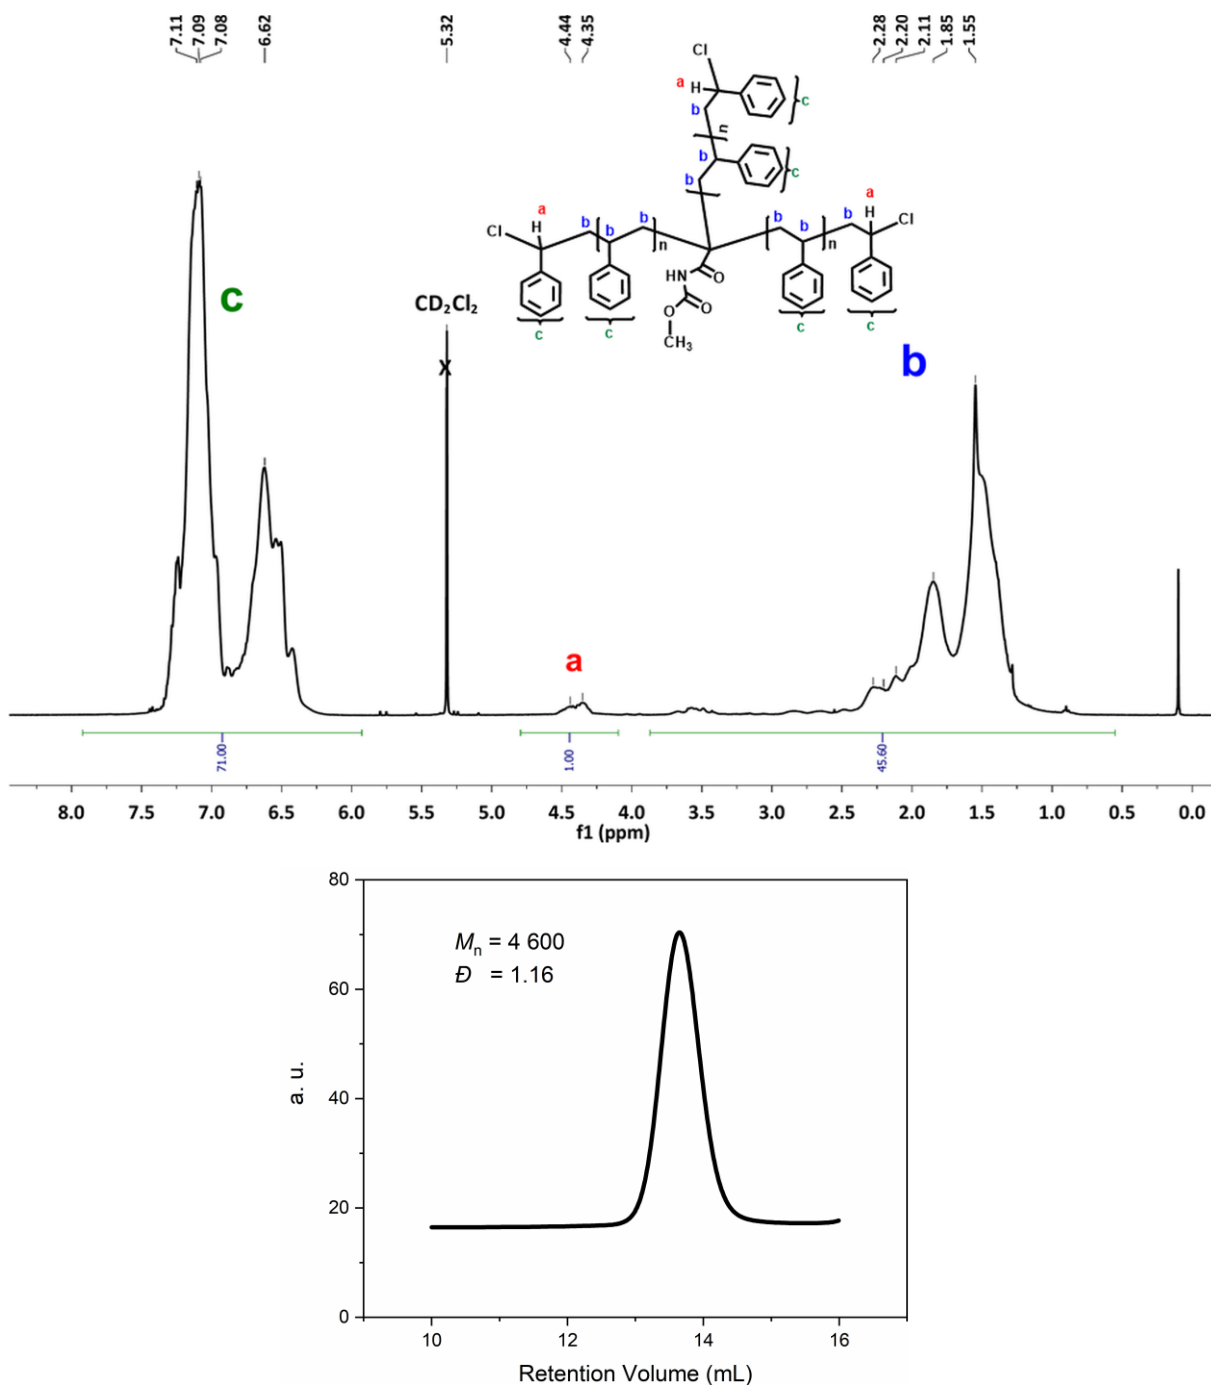 7.11
7.09
7.08
6.62
5.32
4.44
4.35
2.28
2.20
2.11
1.85
1.55
Cl
a H
c
b
n
b
c
b
a
H
Cl
b
b
b
n
b
b
n
b
a
H
Cl
HN
O
O
O
CH3
c
c
c
c
c
CD2Cl2
X
b
a
71.00
1.00
45.60
8.0 7.5 7.0 6.5 6.0 5.5 5.0 4.5 4.0 3.5 3.0 2.5 2.0 1.5 1.0 0.5 0.0
f1 (ppm)
80
60
40
20
0
a. u.
Mn = 4 600
Đ = 1.16
10 12 14 16
Retention Volume (mL)